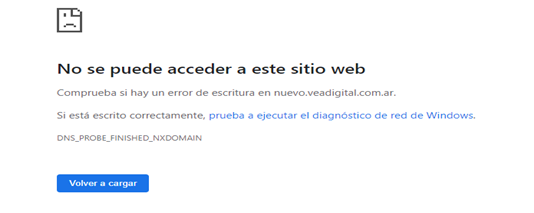 No se puede acceder a este sitio web
Comprueba si hay un error de escritura en nuevo.veadigital.com.ar.
Si está escrito correctamente, prueba a ejecutar el diagnóstico de red de Windows.
DNS_PROBE_FINISHED_NXDOMAIN
Volver a cargar